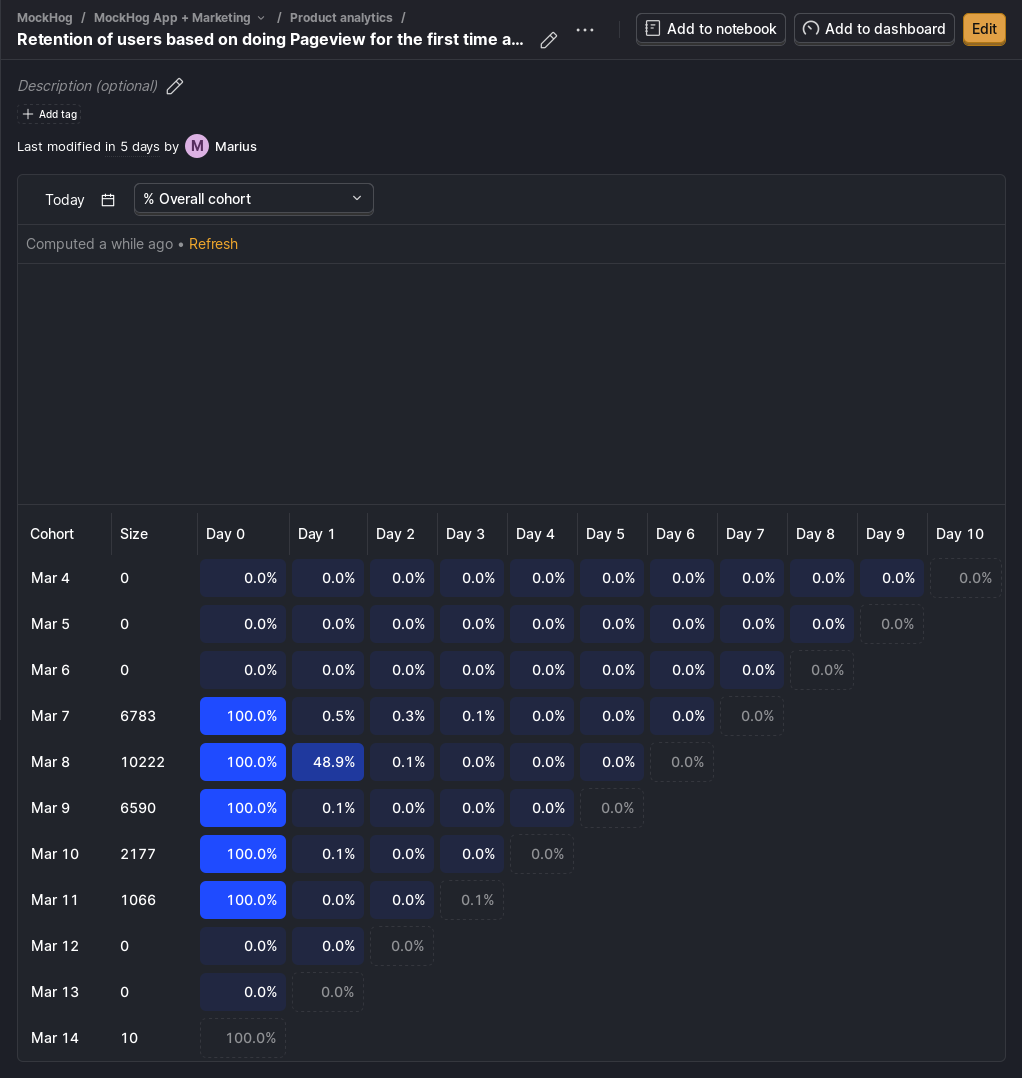 MockHog / MockHog App + Marketing / Product analytics /
Retention of users based on doing Pageview for the first time a...
Add to notebook
Add to dashboard
Edit
Description (optional)
Add tag
Last modified in 5 days by M Marius
Today % Overall cohort
Computed a while ago • Refresh
Cohort Size Day 0 Day 1 Day 2 Day 3 Day 4 Day 5 Day 6 Day 7 Day 8 Day 9 Day 10
Mar 4 0 0.0% 0.0% 0.0% 0.0% 0.0% 0.0% 0.0% 0.0% 0.0% 0.0% 0.0%
Mar 5 0 0.0% 0.0% 0.0% 0.0% 0.0% 0.0% 0.0% 0.0% 0.0% 0.0%
Mar 6 0 0.0% 0.0% 0.0% 0.0% 0.0% 0.0% 0.0% 0.0% 0.0%
Mar 7 6783 100.0% 0.5% 0.3% 0.1% 0.0% 0.0% 0.0% 0.0%
Mar 8 10222 100.0% 48.9% 0.1% 0.0% 0.0% 0.0% 0.0%
Mar 9 6590 100.0% 0.1% 0.0% 0.0% 0.0% 0.0%
Mar 10 2177 100.0% 0.1% 0.0% 0.0% 0.0%
Mar 11 1066 100.0% 0.0% 0.0% 0.1%
Mar 12 0 0.0% 0.0% 0.0%
Mar 13 0 0.0% 0.0%
Mar 14 10 100.0%